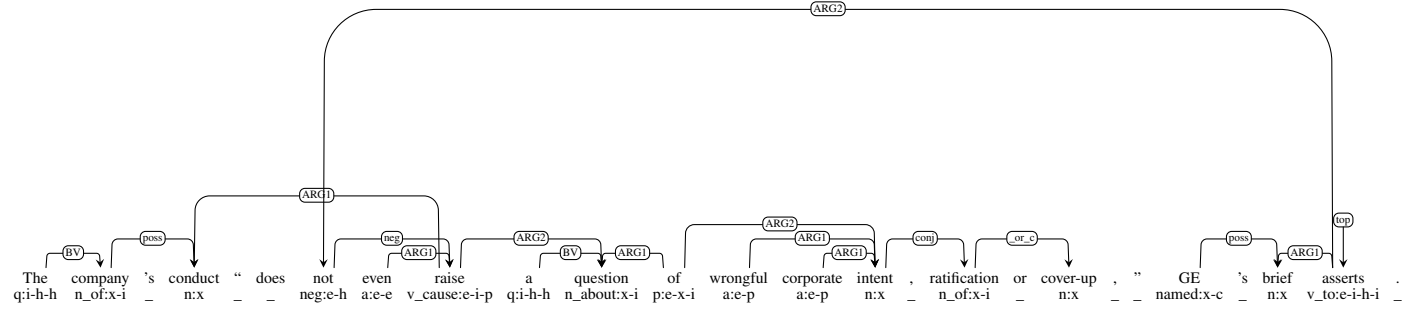 ARG2
ARG1
ARG2
top
BV poss neg ARG2 ARG1 conj _or_c poss
ARG1 BV ARG1 ARG1 ARG1
The company 's conduct “ does not even raise a question of wrongful corporate intent , ratification or cover-up , ” GE 's brief asserts .
q:i-h-h n_of:x-i _ n:x _ _ neg:e-h a:e-e v_cause:e-i-p q:i-h-h n_about:x-i p:e-x-i a:e-p a:e-p n:x _ n_of:x-i _ n:x _ _ named:x-c _ n:x v_to:e-i-h-i _